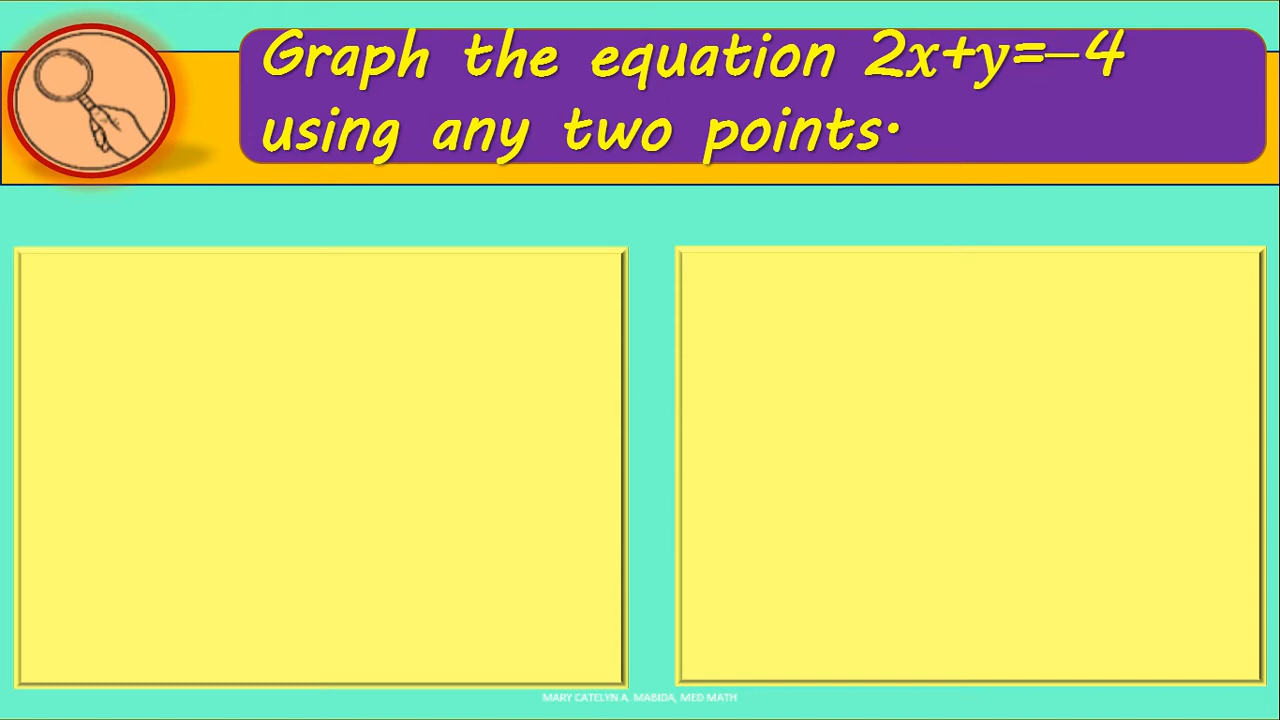 Graph the equation 2x+y=–4
using any two points.
MARY CATELYN A. MABIDA, MED MATH